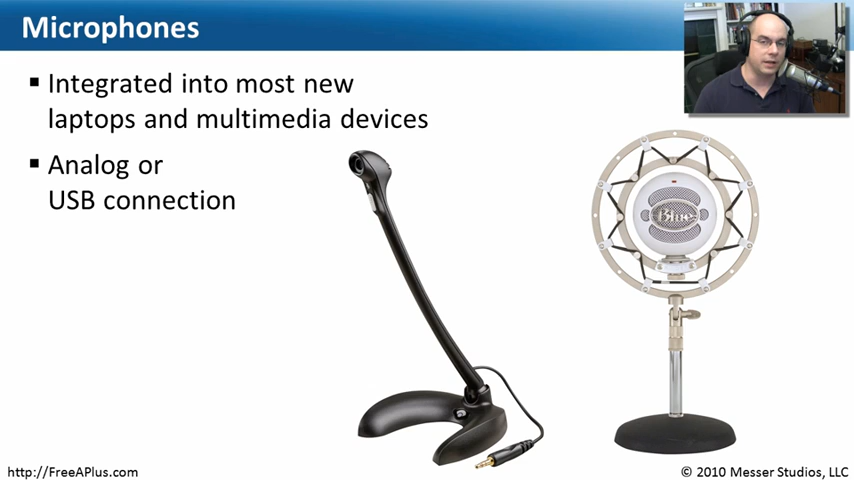 Microphones
▪ Integrated into most new
laptops and multimedia devices
▪ Analog or
USB connection
Blue
http://FreeAPlus.com
© 2010 Messer Studios, LLC